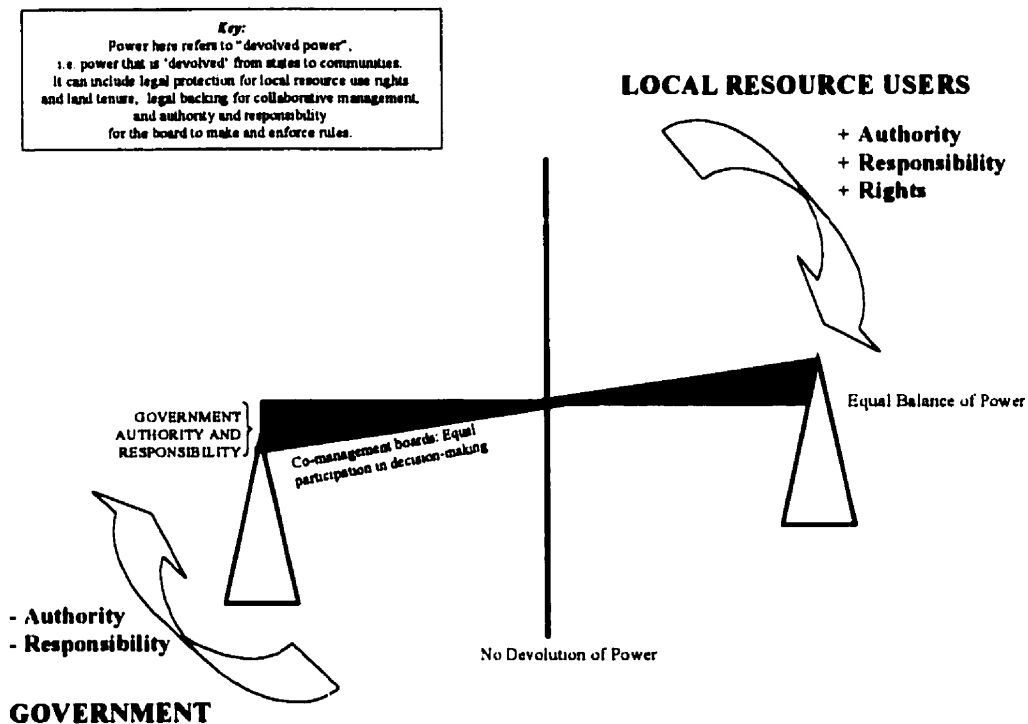 Key:
Power here refers to "devolved power",
i.e. power that is 'devolved' from states to communities.
It can include legal protection for local resource use rights
and land tenure, legal backing for collaborative management,
and authority and responsibility
for the board to make and enforce rules.
LOCAL RESOURCE USERS
+ Authority
+ Responsibility
+ Rights
GOVERNMENT
AUTHORITY AND
RESPONSIBILITY
Co-management boards: Equal
participation in decision-making
Equal Balance of Power
- Authority
- Responsibility
No Devolution of Power
GOVERNMENT